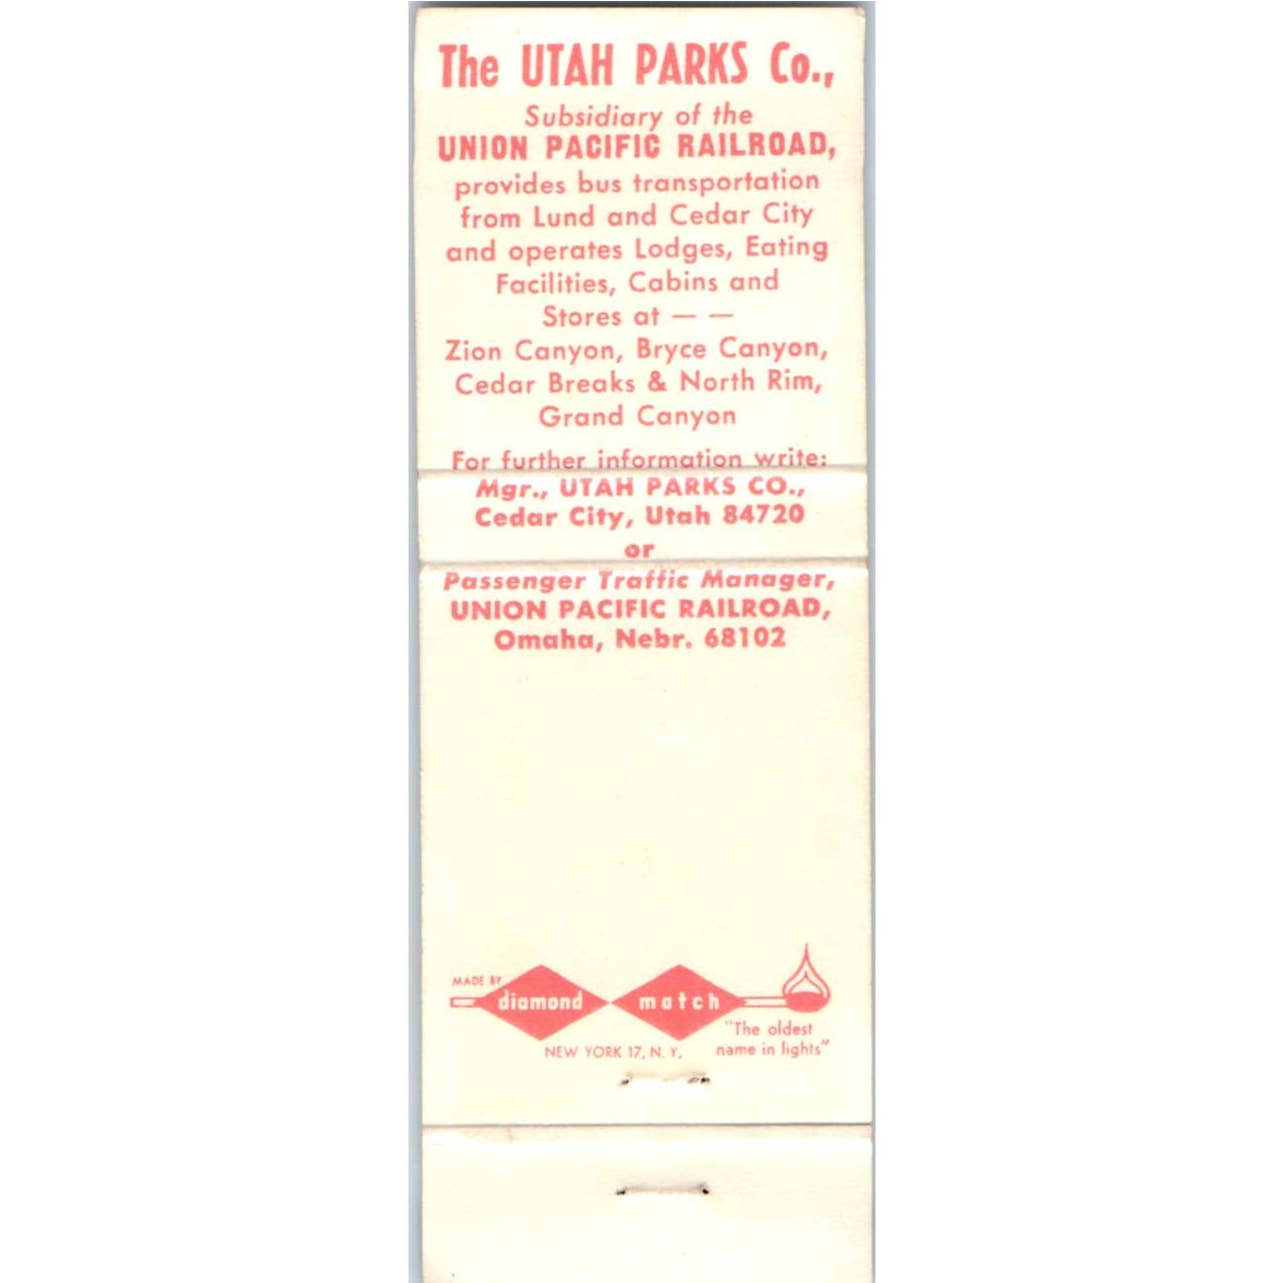 The UTAH PARKS Co.,
Subsidiary of the
UNION PACIFIC RAILROAD,
provides bus transportation
from Lund and Cedar City
and operates Lodges, Eating
Facilities, Cabins and
Stores at — —
Zion Canyon, Bryce Canyon,
Cedar Breaks & North Rim,
Grand Canyon
For further information write:
Mgr., UTAH PARKS CO.,
Cedar City, Utah 84720
or
Passenger Traffic Manager,
UNION PACIFIC RAILROAD,
Omaha, Nebr. 68102
MADE BY
diamond match
"The oldest
name in lights"
NEW YORK 17, N. Y.